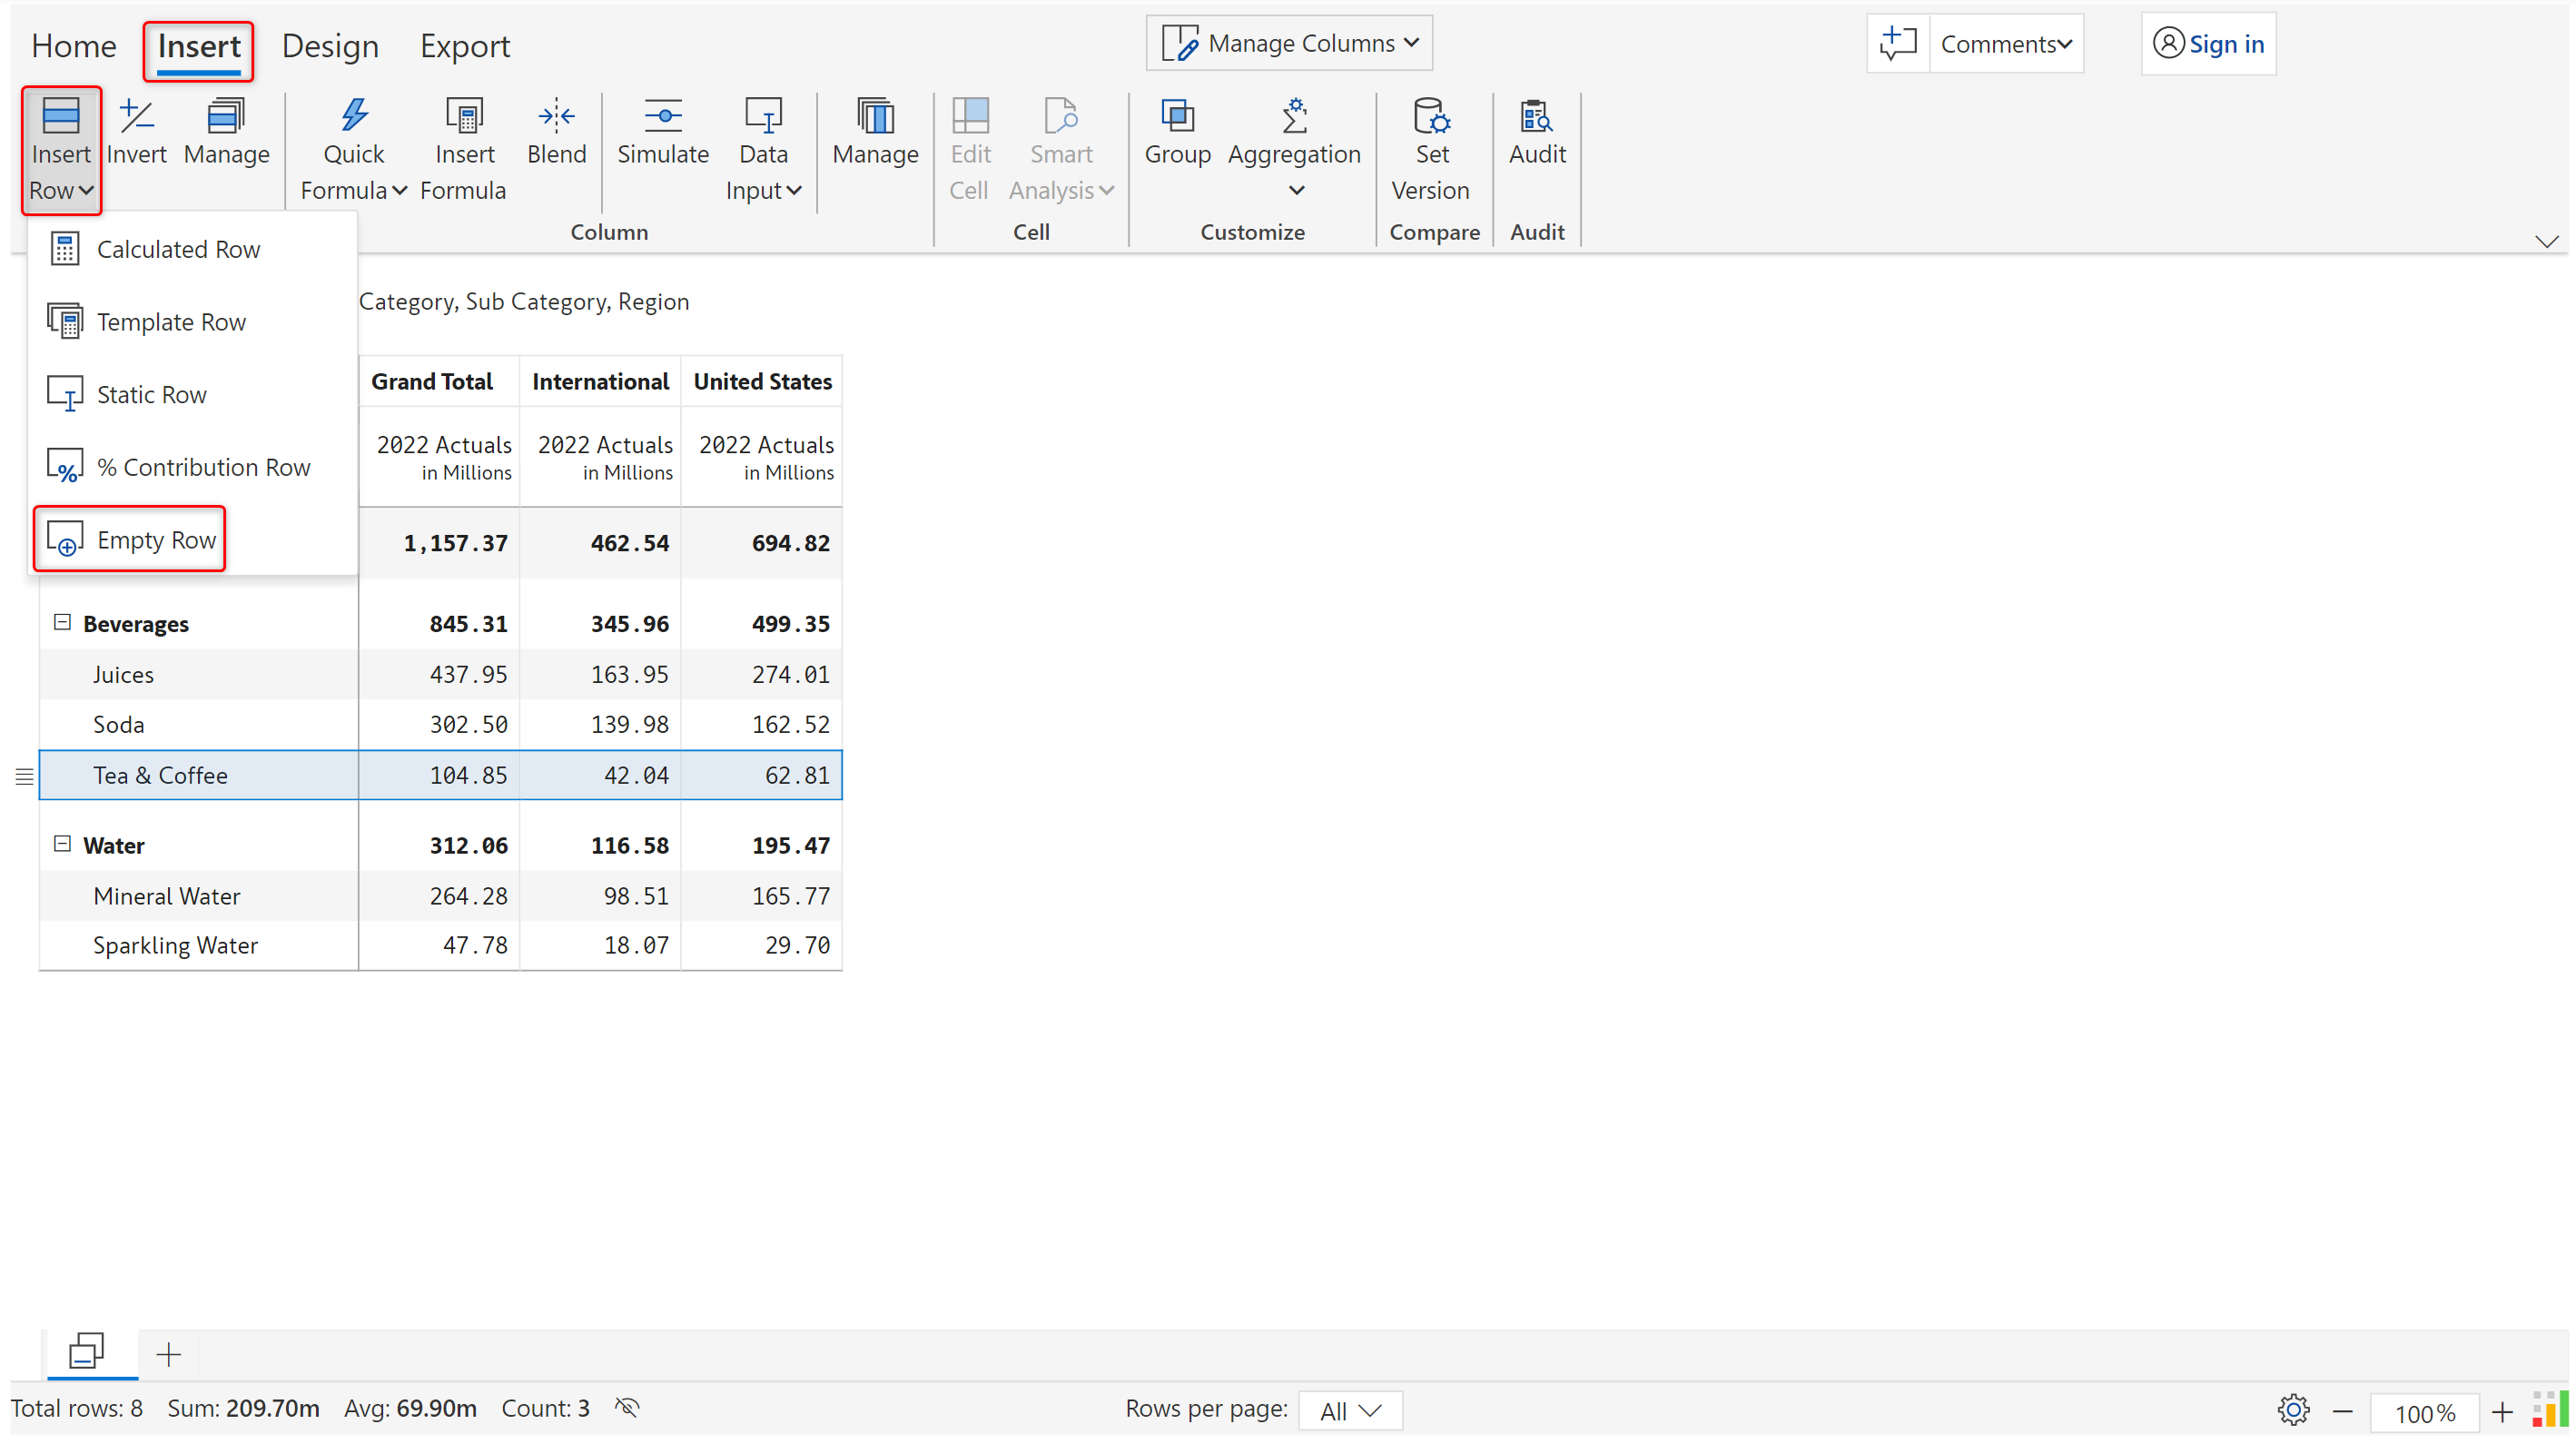 Home Insert Design Export Manage Columns Comments Sign in
Insert Invert Manage Quick Insert Blend Simulate Data Manage Edit Smart Group Aggregation Set Audit
Row Formula Formula Input Cell Analysis Version
Column Cell Customize Compare Audit
Calculated Row
Template Row
Static Row
% Contribution Row
Empty Row
Category, Sub Category, Region
Grand Total International United States
2022 Actuals 2022 Actuals 2022 Actuals
in Millions in Millions in Millions
1,157.37 462.54 694.82
Beverages 845.31 345.96 499.35
Juices 437.95 163.95 274.01
Soda 302.50 139.98 162.52
Tea & Coffee 104.85 42.04 62.81
Water 312.06 116.58 195.47
Mineral Water 264.28 98.51 165.77
Sparkling Water 47.78 18.07 29.70
Total rows: 8 Sum: 209.70m Avg: 69.90m Count: 3 Rows per page: All 100%